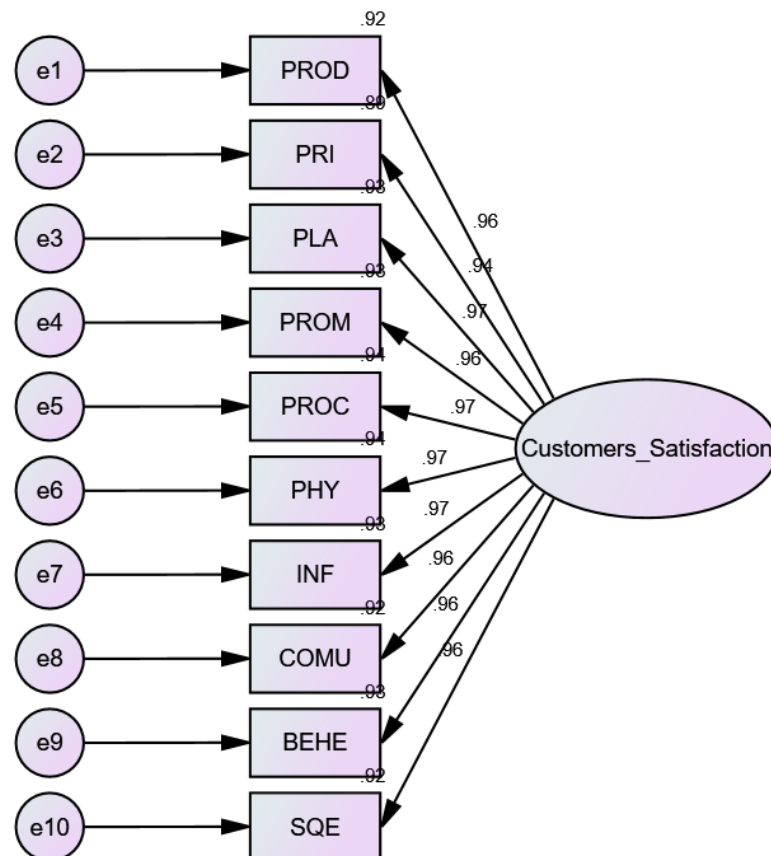 .92
e1 PROD
.89
e2 PRI
.93
.96
e3 PLA
.94
.93
.97
e4 PROM
.96
.94
e5 PROC
.97
.94
Customers_Satisfaction
.97
e6 PHY
.97
.93
e7 INF
.96
.92
.96
e8 COMU
.96
.93
e9 BEHE
.92
e10 SQE